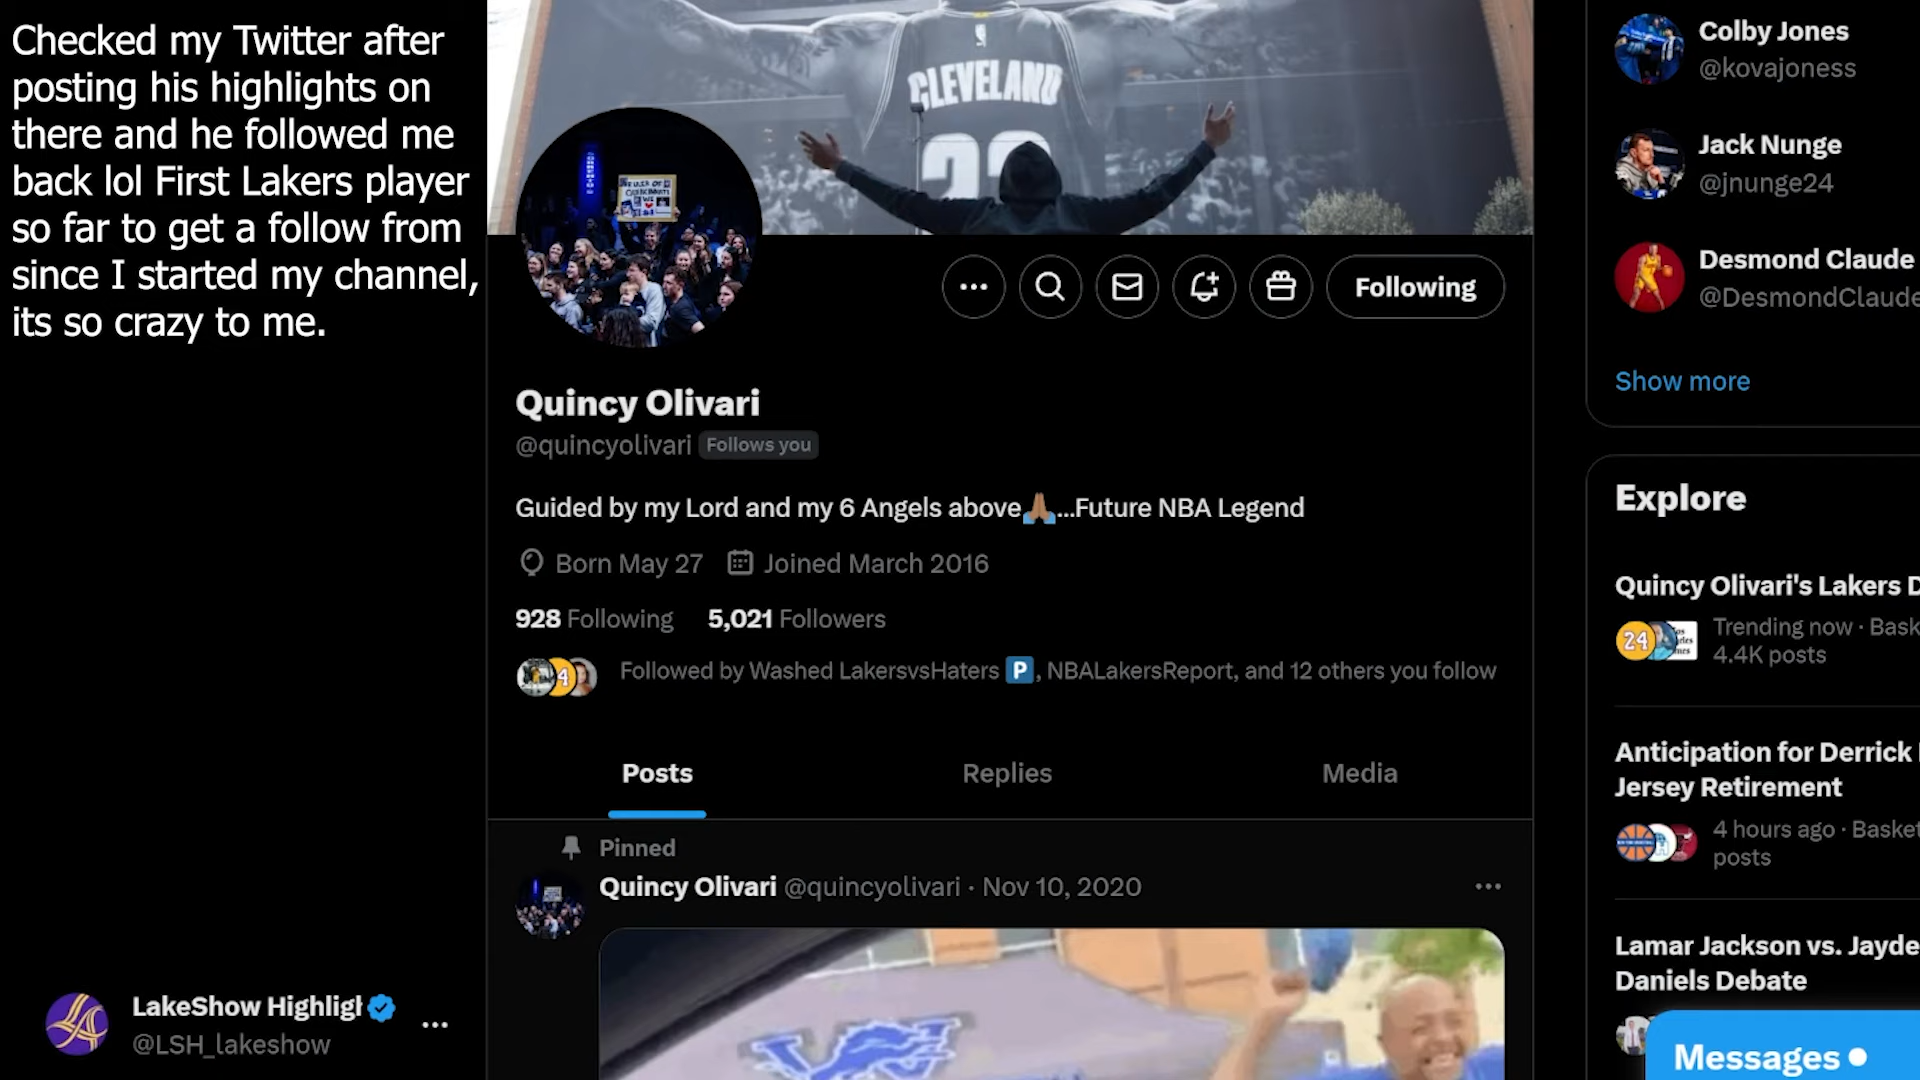 Checked my Twitter after
posting his highlights on
there and he followed me
back lol First Lakers player
so far to get a follow from
since I started my channel,
its so crazy to me.
CLEVELAND
Following
Quincy Olivari
@quincyolivari Follows you
Guided by my Lord and my 6 Angels above🙏🏽...Future NBA Legend
Born May 27 Joined March 2016
928 Following 5,021 Followers
Followed by Washed LakersvsHaters 🅿️, NBALakersReport, and 12 others you follow
Posts Replies Media
Pinned
Quincy Olivari @quincyolivari · Nov 10, 2020
LakeShow Highligh
@LSH_lakeshow
Colby Jones
@kovajoness
Jack Nunge
@jnunge24
Desmond Claude
@DesmondClaude
Show more
Explore
Quincy Olivari's Lakers D
24
Trending now · Bask
4.4K posts
Anticipation for Derrick
Jersey Retirement
4 hours ago · Basket
posts
Lamar Jackson vs. Jayde
Daniels Debate
Messages